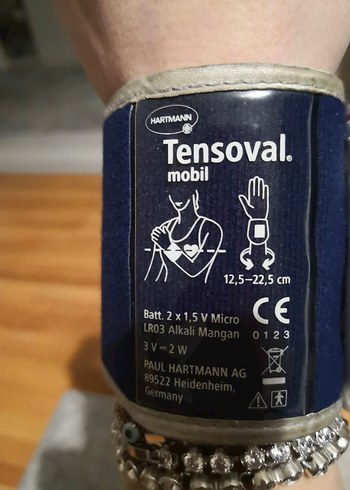 HARTMANN
Tensoval®
mobil
12,5–22,5 cm
Batt. 2 x 1,5 V Micro
LR03 Alkali Mangan
3 V⎓2 W
CE
0123
PAUL HARTMANN AG
89522 Heidenheim,
Germany